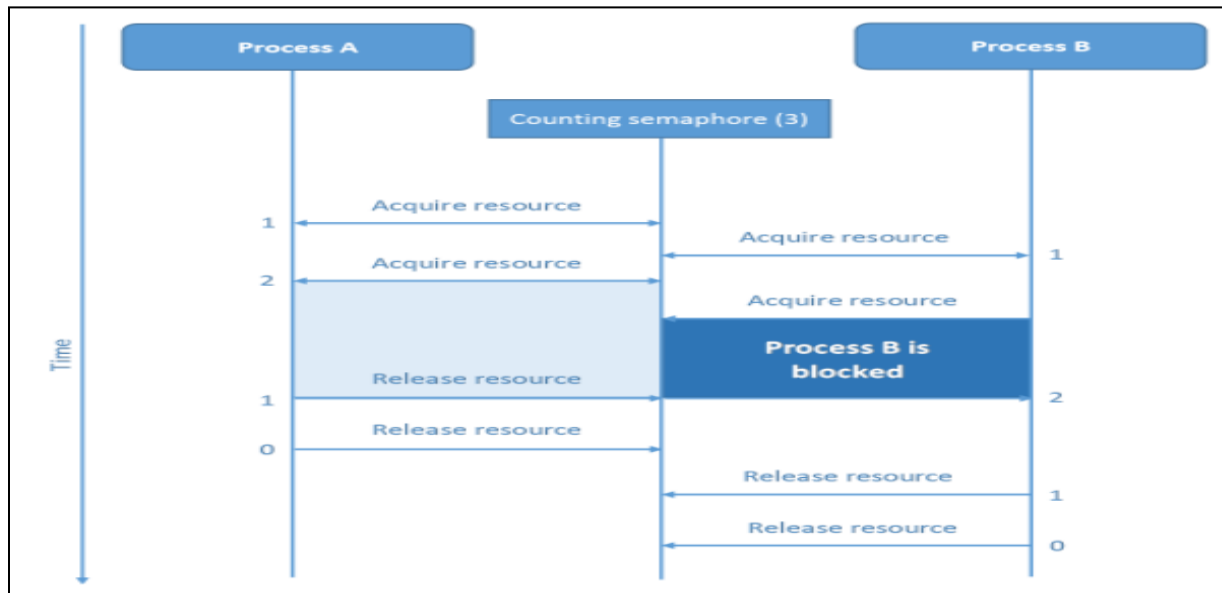 Process A
Process B
Counting semaphore (3)
Acquire resource
1
Acquire resource
1
Acquire resource
2
Acquire resource
Process B is
blocked
Time
Release resource
1
2
Release resource
0
Release resource
1
Release resource
0